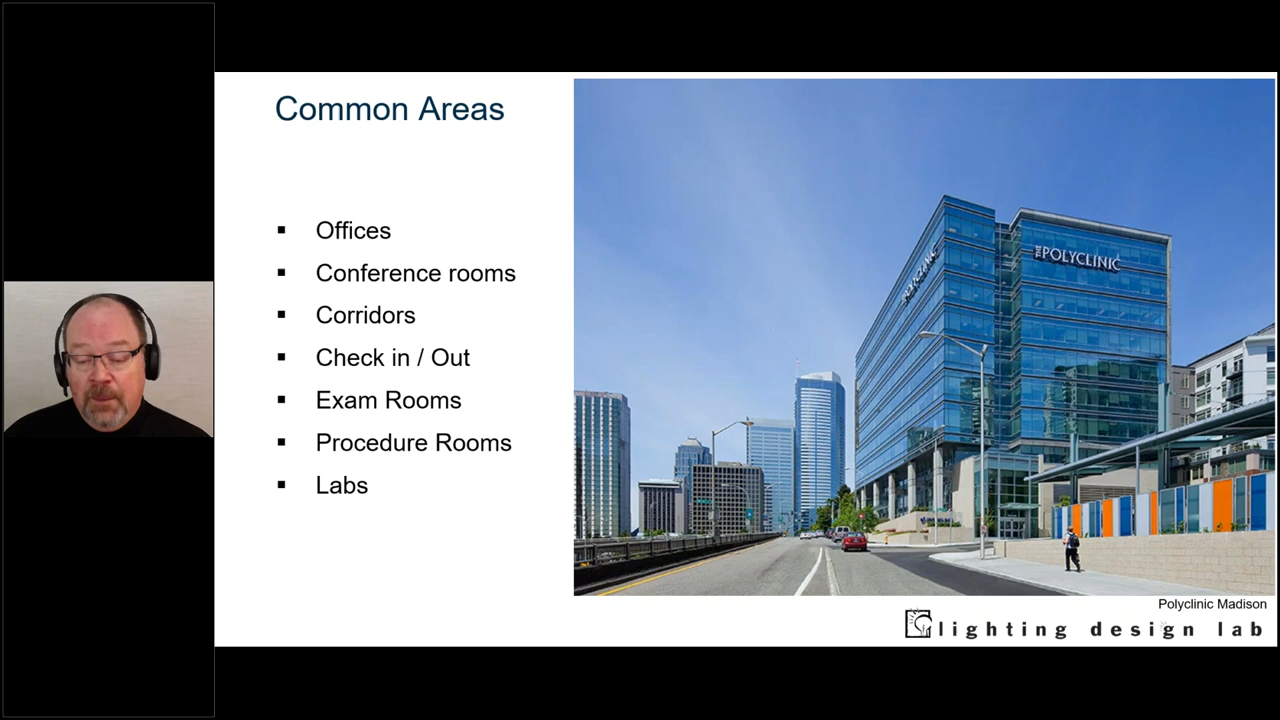 Common Areas
Offices
Conference rooms
Corridors
Check in / Out
Exam Rooms
Procedure Rooms
Labs
THE POLYCLINIC
POLYCLINIC
Polyclinic Madison
lighting design lab